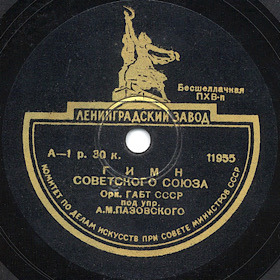 Бесшеллачная
ПХВ-п
ЛЕНИНГРАДСКИЙ ЗАВОД
А—1 р. 30 к.
11955
ГИМН
СОВЕТСКОГО СОЮЗА
Орк. ГАБТ СССР
под упр.
А.М.ПАЗОВСКОГО
КОМИТЕТ ПО ДЕЛАМ ИСКУССТВ ПРИ СОВЕТЕ МИНИСТРОВ СССР